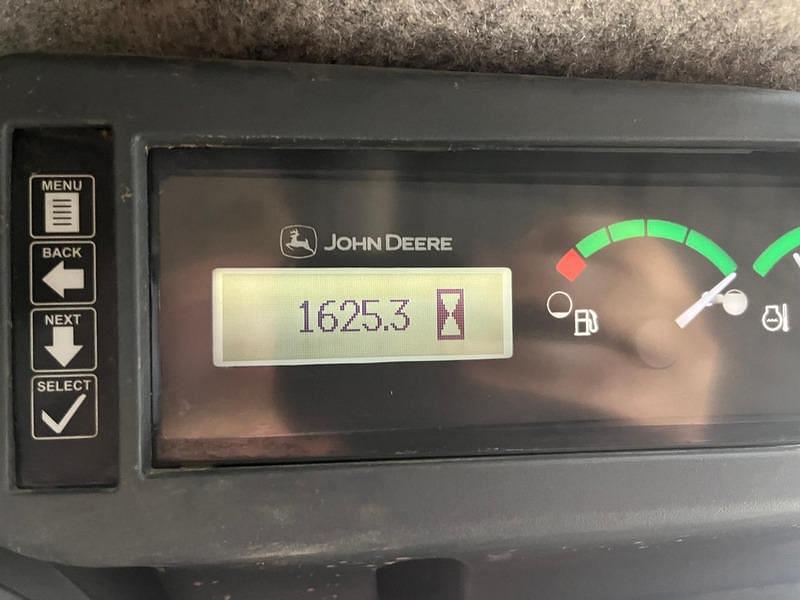 MENU
BACK
NEXT
SELECT
JOHN DEERE
1625.3